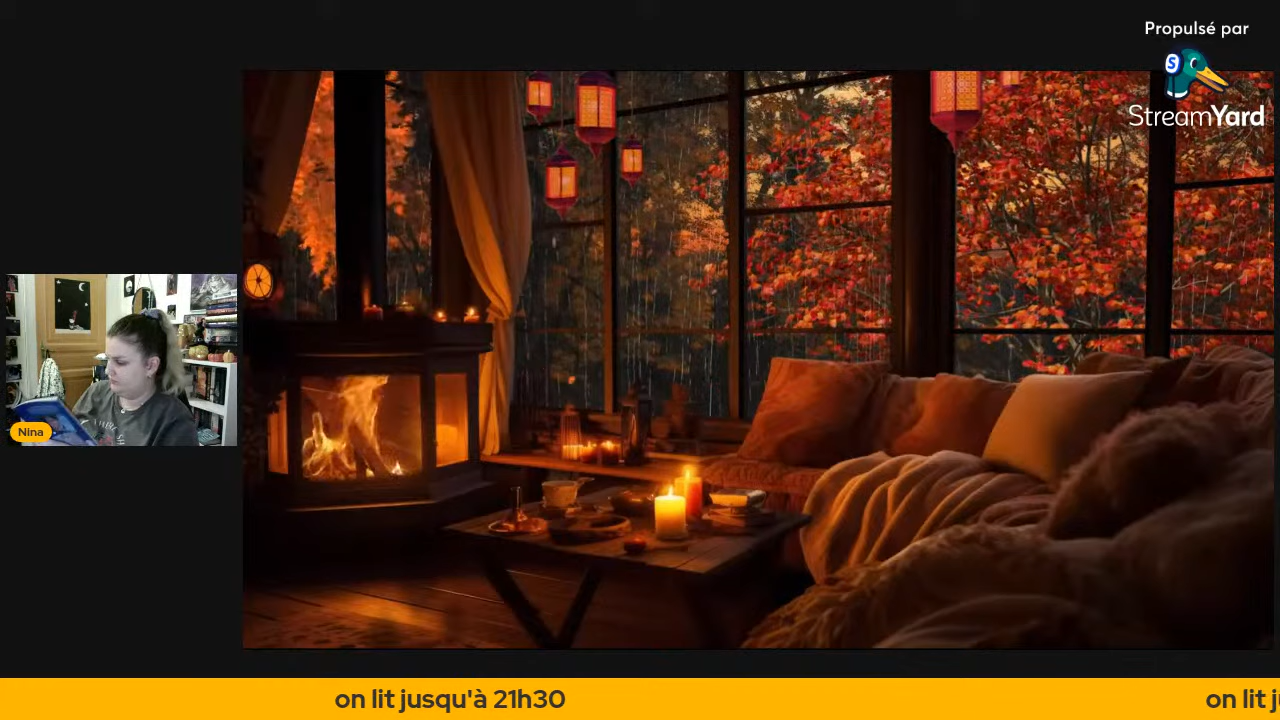 Propulsé par
StreamYard
Nina
on lit jusqu'à 21h30
on lit j